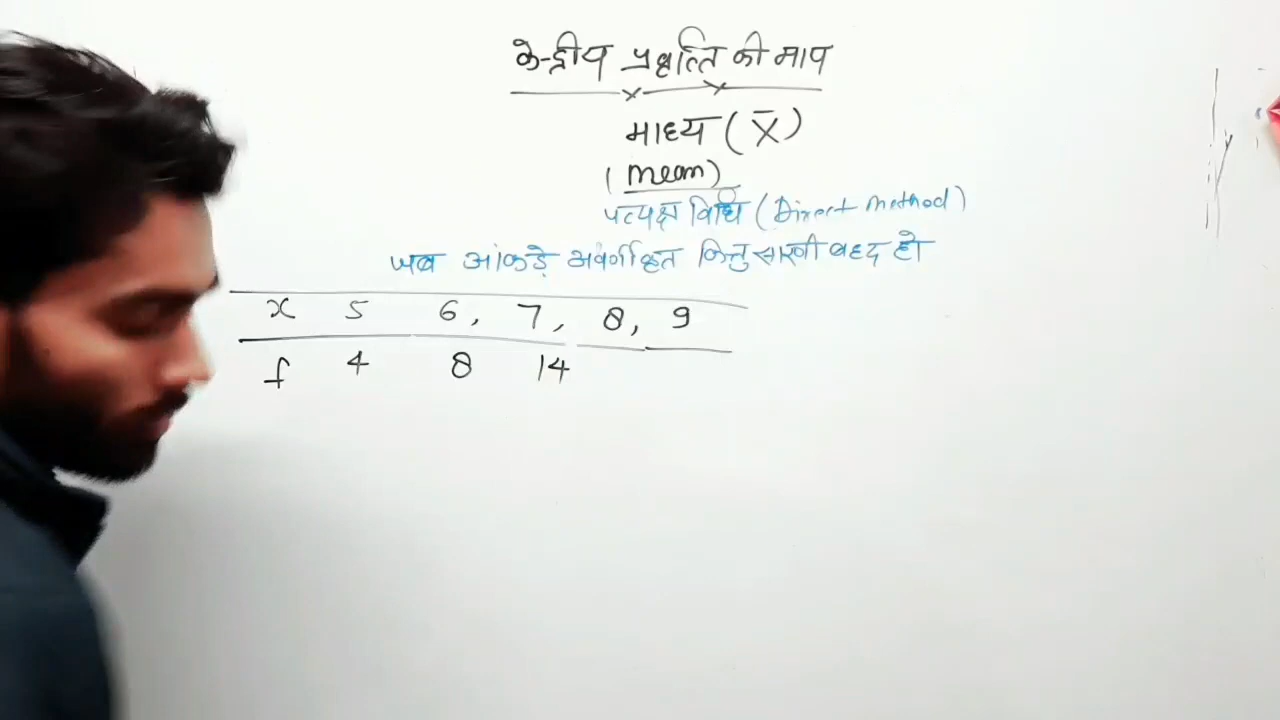 केन्द्रीय प्रवृत्ति की माप
माध्य ( X̄ )
( mean )
प्रत्यक्ष विधि ( Direct method )
जब आंकड़े अवर्गीकृत किन्तु सारणी बद्द हो
x 5 6, 7, 8, 9
f 4 8 14